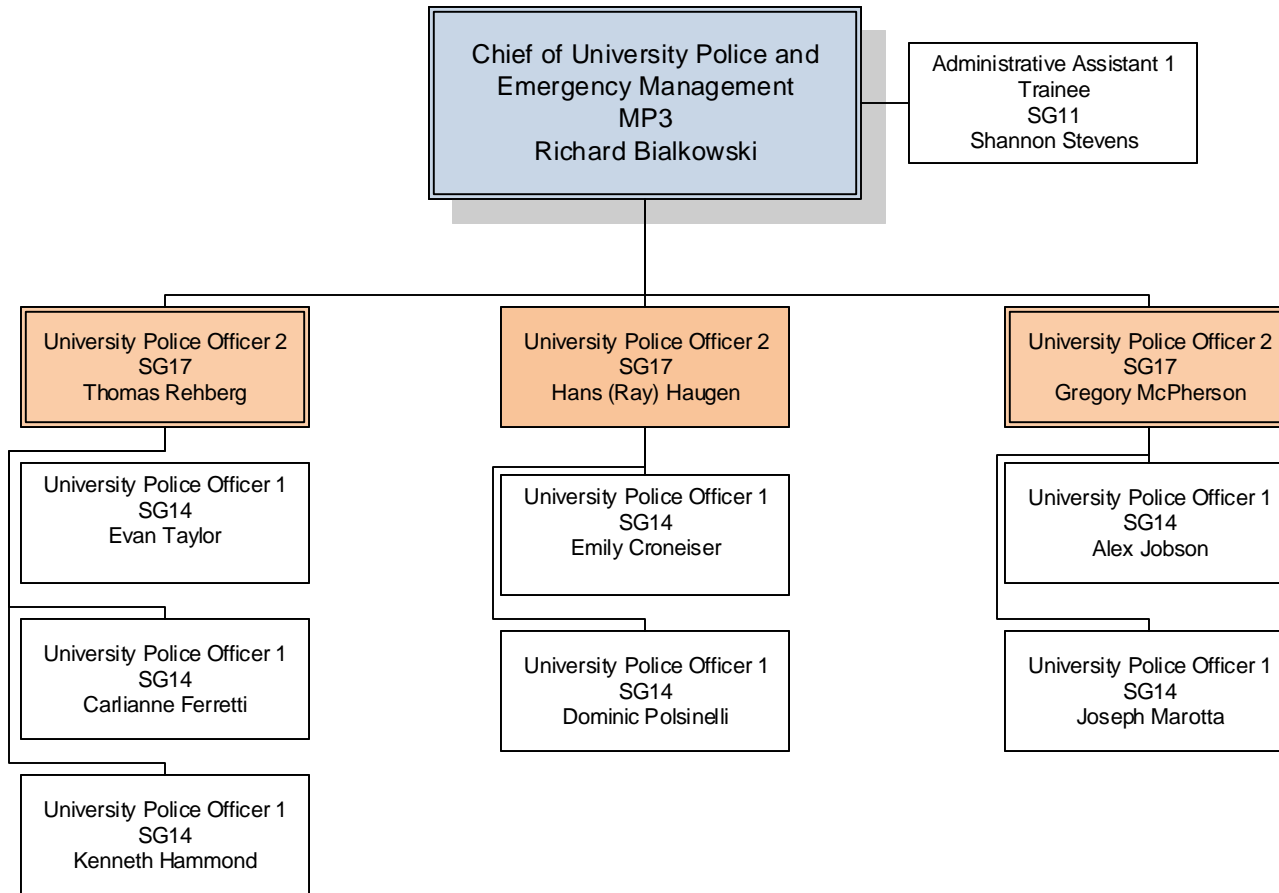 Chief of University Police and
Emergency Management
MP3
Richard Bialkowski
Administrative Assistant 1
Trainee
SG11
Shannon Stevens
University Police Officer 2
SG17
Thomas Rehberg
University Police Officer 2
SG17
Hans (Ray) Haugen
University Police Officer 2
SG17
Gregory McPherson
University Police Officer 1
SG14
Evan Taylor
University Police Officer 1
SG14
Emily Croneiser
University Police Officer 1
SG14
Alex Jobson
University Police Officer 1
SG14
Carlianne Ferretti
University Police Officer 1
SG14
Dominic Polsinelli
University Police Officer 1
SG14
Joseph Marotta
University Police Officer 1
SG14
Kenneth Hammond